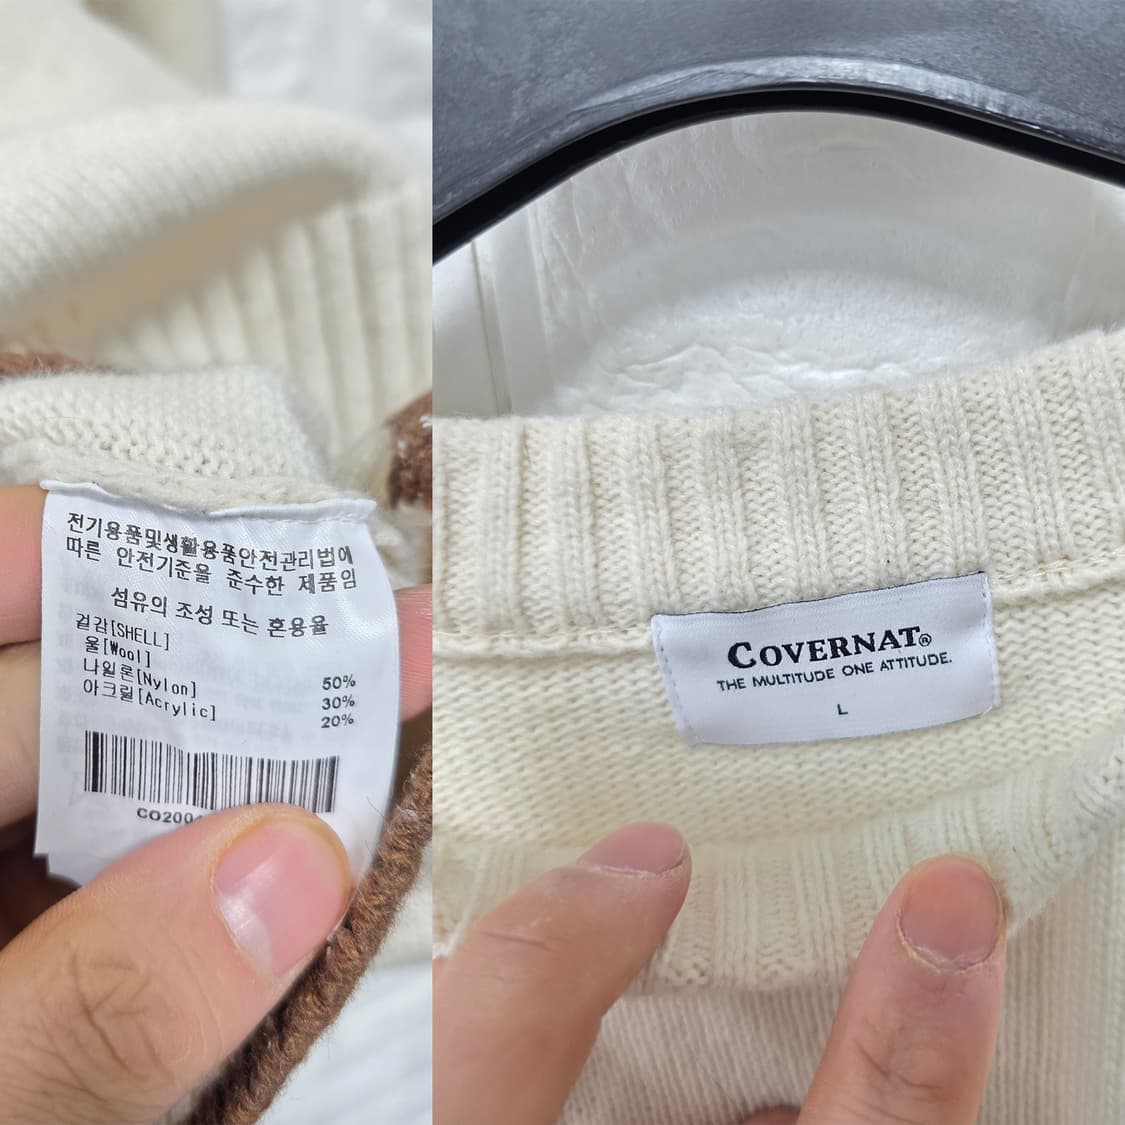 전기용품및생활용품안전관리법에
따른 안전기준을 준수한 제품임
섬유의 조성 또는 혼용율
겉감[SHELL]
울[Wool] 50%
나일론[Nylon] 30%
아크릴[Acrylic] 20%
COVERNAT®
THE MULTITUDE ONE ATTITUDE.
L